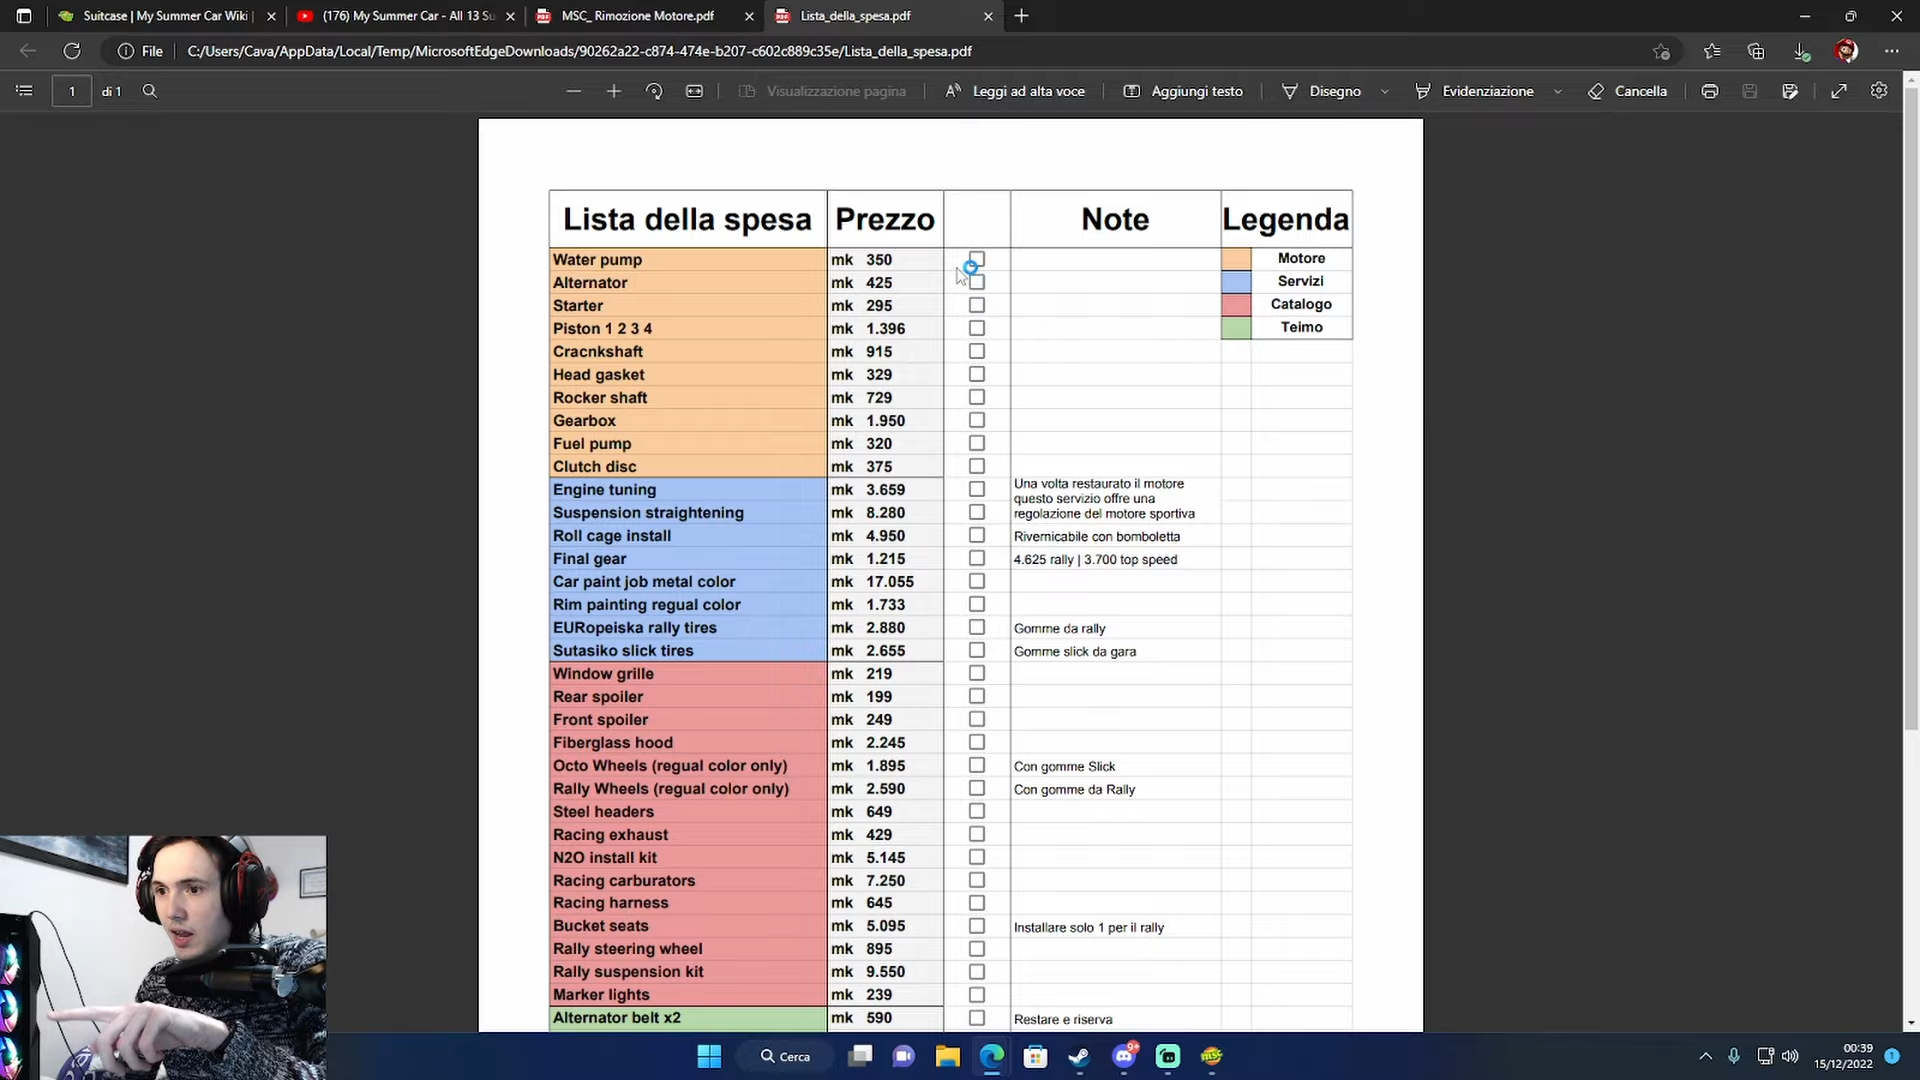 Suitcase | My Summer Car Wiki
(176) My Summer Car - All 13 Su
MSC_ Rimozione Motore.pdf
Lista_della_spesa.pdf
File
C:/Users/Cava/AppData/Local/Temp/MicrosoftEdgeDownloads/90262a22-c874-474e-b207-c602c889c35e/Lista_della_spesa.pdf
1 di 1
Visualizzazione pagina
Leggi ad alta voce
Aggiungi testo
Disegno
Evidenziazione
Cancella
Lista della spesa Prezzo Note Legenda
Water pump mk 350 Motore
Alternator mk 425 Servizi
Starter mk 295 Catalogo
Piston 1 2 3 4 mk 1.396 Teimo
Cracnkshaft mk 915
Head gasket mk 329
Rocker shaft mk 729
Gearbox mk 1.950
Fuel pump mk 320
Clutch disc mk 375
Engine tuning mk 3.659 Una volta restaurato il motore
questo servizio offre una
Suspension straightening mk 8.280 regolazione del motore sportiva
Roll cage install mk 4.950 Rivernicabile con bomboletta
Final gear mk 1.215 4.625 rally | 3.700 top speed
Car paint job metal color mk 17.055
Rim painting regual color mk 1.733
EURopeiska rally tires mk 2.880 Gomme da rally
Sutasiko slick tires mk 2.655 Gomme slick da gara
Window grille mk 219
Rear spoiler mk 199
Front spoiler mk 249
Fiberglass hood mk 2.245
Octo Wheels (regual color only) mk 1.895 Con gomme Slick
Rally Wheels (regual color only) mk 2.590 Con gomme da Rally
Steel headers mk 649
Racing exhaust mk 429
N2O install kit mk 5.145
Racing carburators mk 7.250
Racing harness mk 645
Bucket seats mk 5.095 Installare solo 1 per il rally
Rally steering wheel mk 895
Rally suspension kit mk 9.550
Marker lights mk 239
Alternator belt x2 mk 590 Restare e riserva
Cerca
9+
00:39
15/12/2022
1